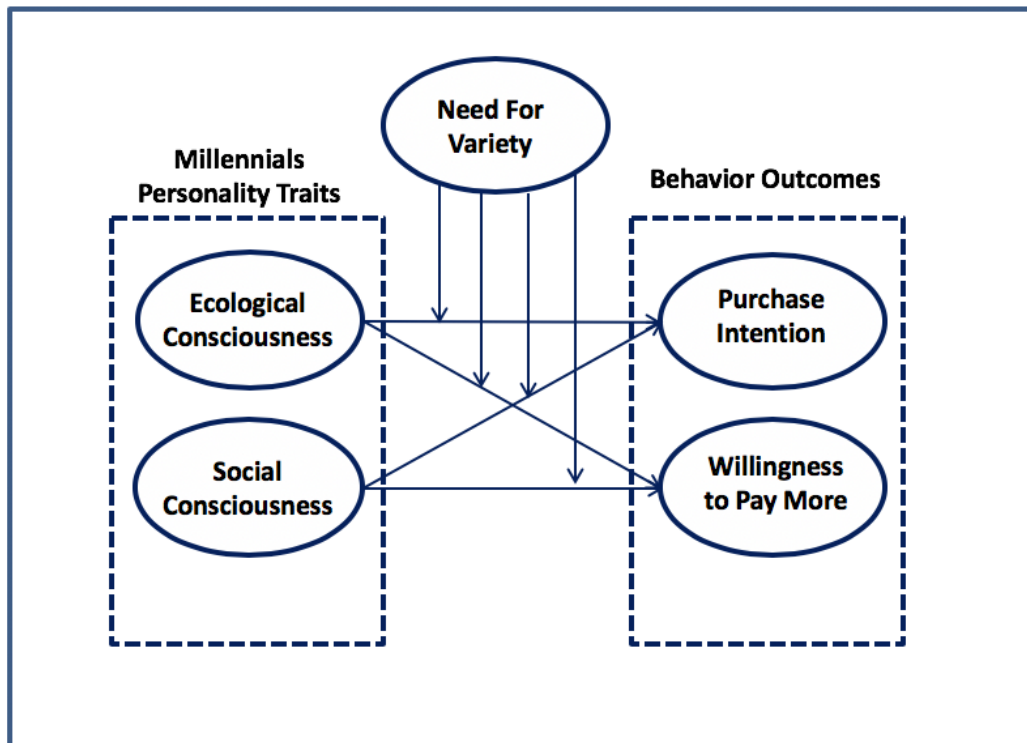 Need For
Variety
Millennials
Personality Traits
Behavior Outcomes
Ecological
Consciousness
Purchase
Intention
Social
Consciousness
Willingness
to Pay More